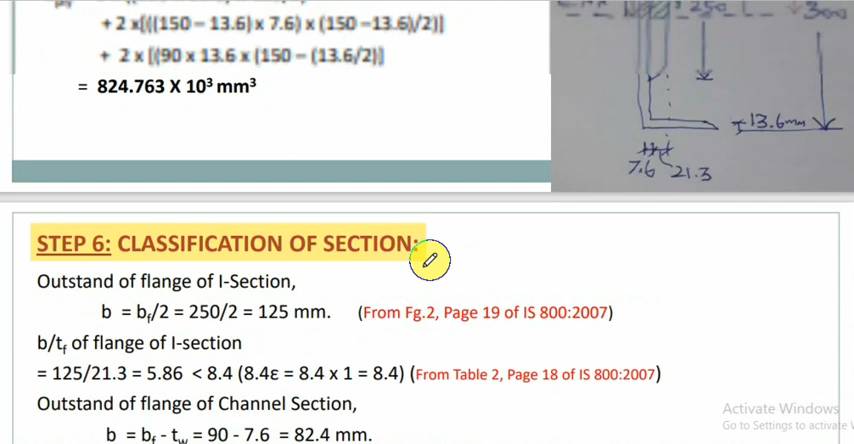 + 2 x[((150 – 13.6) x 7.6) x (150 –13.6)/2)]
+ 2 x [(90 x 13.6 x (150 – (13.6/2)]
= 824.763 X 10³ mm³
250
300
13.6mm
7.6 21.3
STEP 6: CLASSIFICATION OF SECTION:
Outstand of flange of I-Section,
b = bf/2 = 250/2 = 125 mm. (From Fg.2, Page 19 of IS 800:2007)
b/tf of flange of I-section
= 125/21.3 = 5.86 < 8.4 (8.4ε = 8.4 x 1 = 8.4) (From Table 2, Page 18 of IS 800:2007)
Outstand of flange of Channel Section,
b = bf - tw = 90 - 7.6 = 82.4 mm.
Activate Windows
Go to Settings to activate W